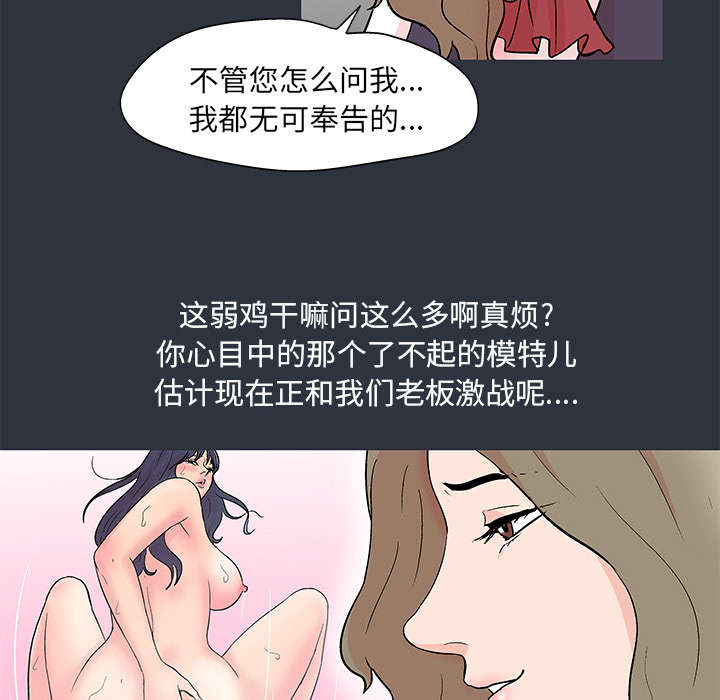 不管您怎么问我...
我都无可奉告的...
这弱鸡干嘛问这么多啊真烦?
你心目中的那个了不起的模特儿
估计现在正和我们老板激战呢....